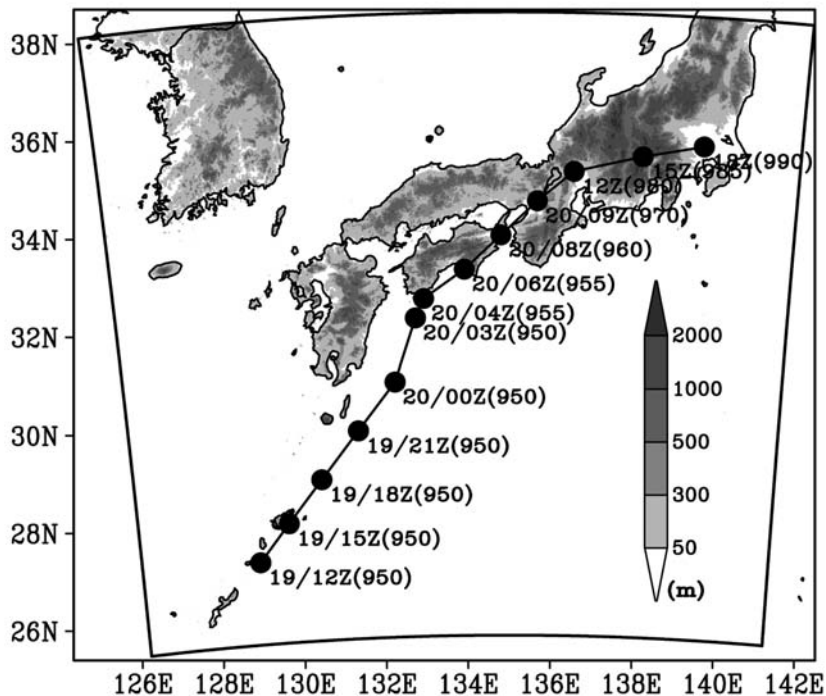 38N
36N
34N
32N
30N
28N
26N
18Z(990)
15Z(985)
12Z(980)
20/09Z(970)
20/08Z(960)
20/06Z(955)
20/04Z(955)
20/03Z(950)
20/00Z(950)
19/21Z(950)
19/18Z(950)
19/15Z(950)
19/12Z(950)
2000
1000
500
300
50
(m)
126E 128E 130E 132E 134E 136E 138E 140E 142E